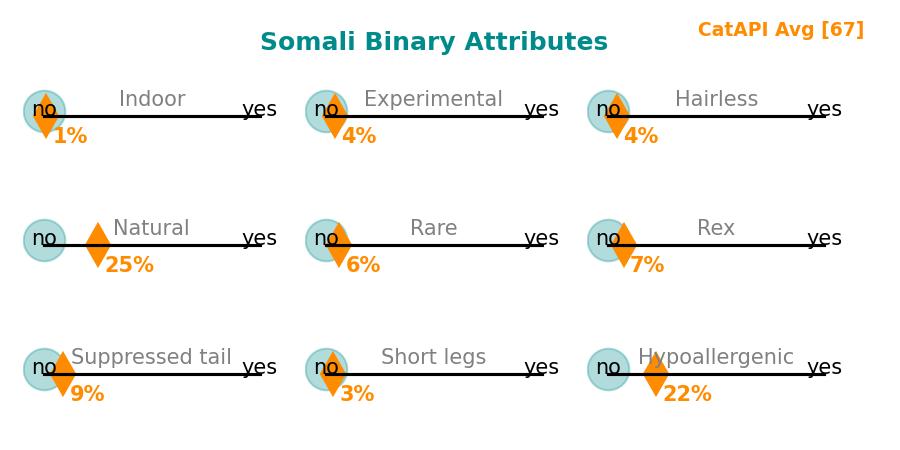 Somali Binary Attributes
CatAPI Avg [67]
no Indoor yes
1%
no Experimental yes
4%
no Hairless yes
4%
no Natural yes
25%
no Rare yes
6%
no Rex yes
7%
no Suppressed tail yes
9%
no Short legs yes
3%
no Hypoallergenic yes
22%